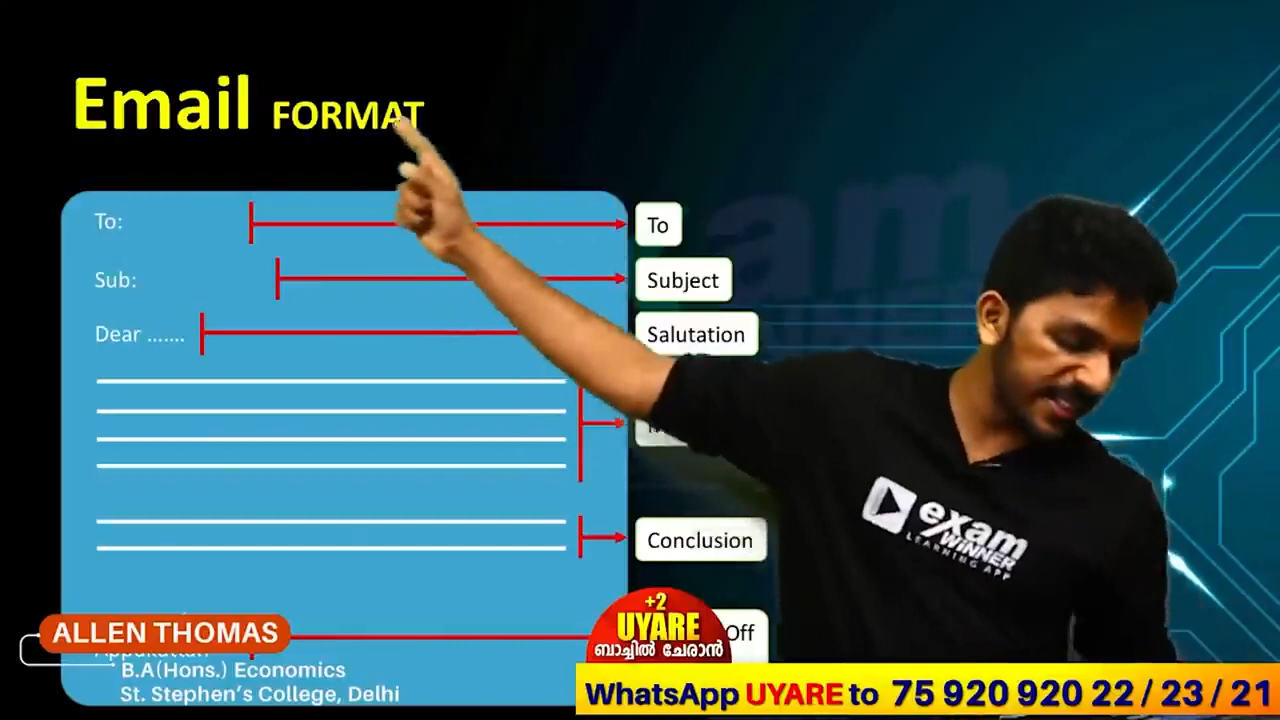 Email FORMAT
To:
To
Sub:
Subject
Dear .......
Salutation
Conclusion
Off
ALLEN THOMAS
B.A(Hons.) Economics
St. Stephen's College, Delhi
exam
WINNER
LEARNING APP
+2
UYARE
ബാച്ചിൽ ചേരാൻ
WhatsApp UYARE to 75 920 920 22 / 23 / 21